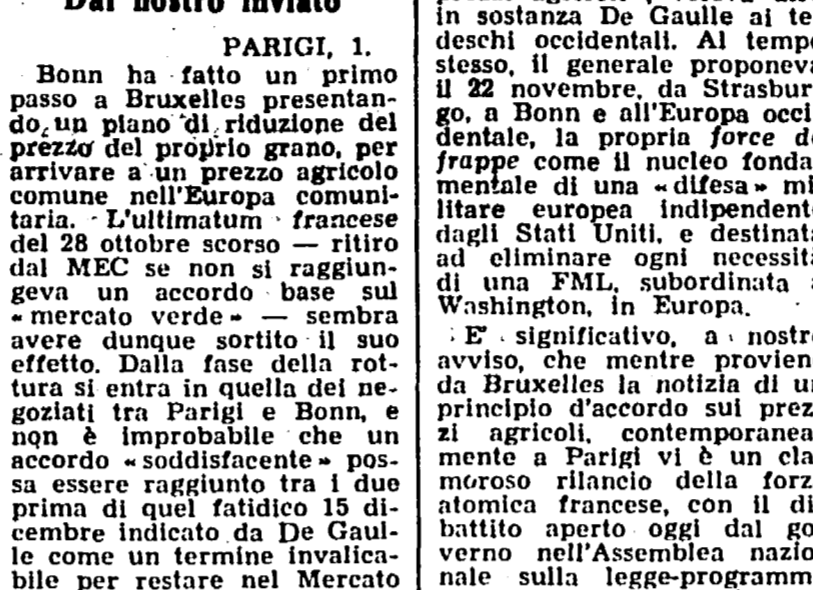 Dal nostro inviato
PARIGI, 1.
Bonn ha fatto un primo
passo a Bruxelles presentan-
do un piano di riduzione del
prezzo del proprio grano, per
arrivare a un prezzo agricolo
comune nell'Europa comuni-
taria. L'ultimatum francese
del 28 ottobre scorso — ritiro
dal MEC se non si raggiun-
geva un accordo base sul
« mercato verde » — sembra
avere dunque sortito il suo
effetto. Dalla fase della rot-
tura si entra in quella dei ne-
goziati tra Parigi e Bonn, e
non è improbabile che un
accordo « soddisfacente » pos-
sa essere raggiunto tra i due
prima di quel fatidico 15 di-
cembre indicato da De Gaul-
le come un termine invalica-
bile per restare nel Mercato
in sostanza De Gaulle ai te
deschi occidentali. Al temp
stesso, il generale proponeva
il 22 novembre, da Strasbur
go, a Bonn e all'Europa occi
dentale, la propria force d
frappe come il nucleo fonda
mentale di una « difesa » mi
litare europea indipendent
dagli Stati Uniti, e destinat
ad eliminare ogni necessit
di una FML, subordinata
Washington, in Europa.
E' significativo, a nostr
avviso, che mentre provien
da Bruxelles la notizia di u
principio d'accordo sui prez
zi agricoli, contemporanea
mente a Parigi vi è un cla
moroso rilancio della forz
atomica francese, con il di
battito aperto oggi dal go
verno nell'Assemblea nazio
nale sulla legge-programm